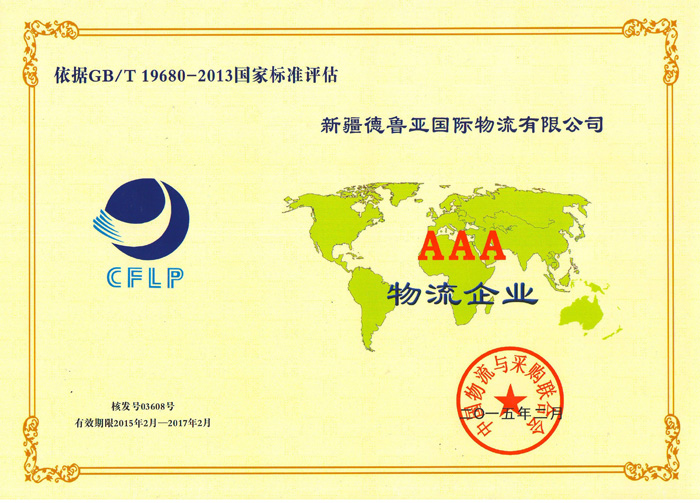 依据GB/T 19680-2013国家标准评估
新疆德鲁亚国际物流有限公司
CFLP
AAA
物流企业
中国物流与采购联合会
二〇一五年二月
核发号03608号
有效期限2015年2月—2017年2月